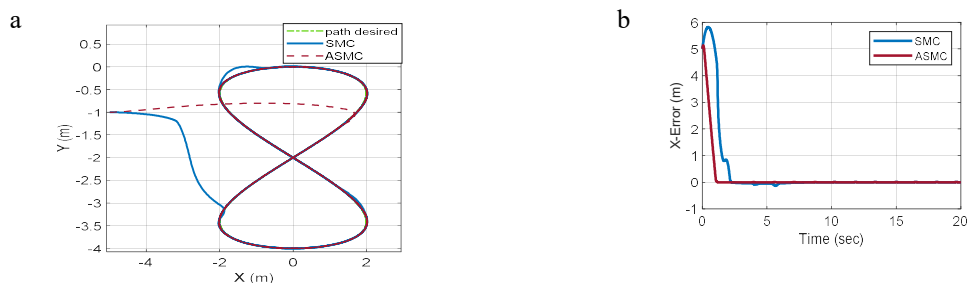 a
path desired
SMC
ASMC
0.5
0
-0.5
-1
-1.5
-2
-2.5
-3
-3.5
-4
Y (m)
-4
-2
0
2
X (m)
b
SMC
ASMC
6
5
4
3
2
1
0
-1
X-Error (m)
0
5
10
15
20
Time (sec)